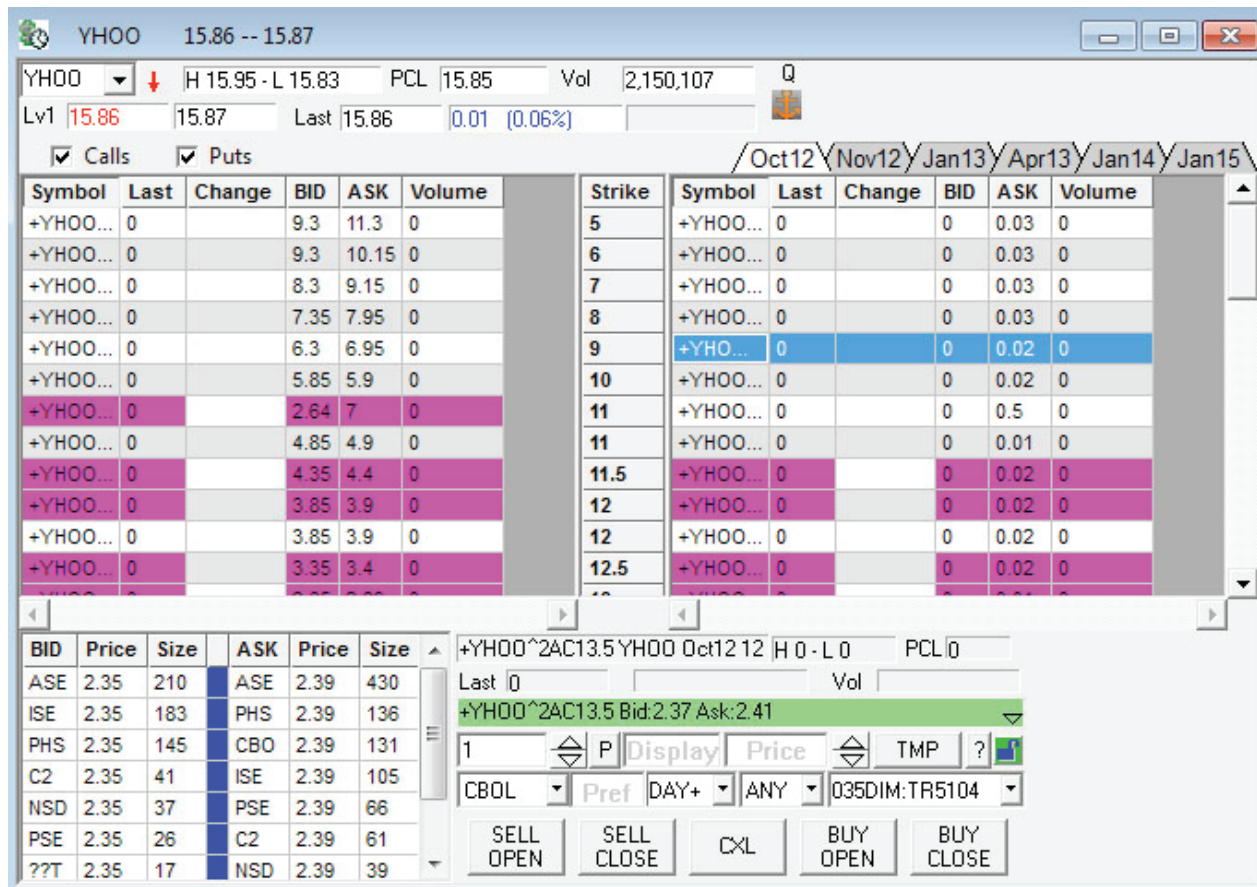 YHOO 15.86 -- 15.87
YHOO H 15.95 - L 15.83 PCL 15.85 Vol 2,150,107 Q
Lv1 15.86 15.87 Last 15.86 0.01 (0.06%)
Calls Puts Oct12 Nov12 Jan13 Apr13 Jan14 Jan15
Symbol Last Change BID ASK Volume Strike Symbol Last Change BID ASK Volume
+YHOO... 0 9.3 11.3 0 5 +YHOO... 0 0 0.03 0
+YHOO... 0 9.3 10.15 0 6 +YHOO... 0 0 0.03 0
+YHOO... 0 8.3 9.15 0 7 +YHOO... 0 0 0.03 0
+YHOO... 0 7.35 7.95 0 8 +YHOO... 0 0 0.03 0
+YHOO... 0 6.3 6.95 0 9 +YHO... 0 0 0.02 0
+YHOO... 0 5.85 5.9 0 10 +YHOO... 0 0 0.02 0
+YHOO... 0 2.64 7 0 11 +YHOO... 0 0 0.5 0
+YHOO... 0 4.85 4.9 0 11 +YHOO... 0 0 0.01 0
+YHOO... 0 4.35 4.4 0 11.5 +YHOO... 0 0 0.02 0
+YHOO... 0 3.85 3.9 0 12 +YHOO... 0 0 0.02 0
+YHOO... 0 3.85 3.9 0 12 +YHOO... 0 0 0.02 0
+YHOO... 0 3.35 3.4 0 12.5 +YHOO... 0 0 0.02 0
BID Price Size ASK Price Size
ASE 2.35 210 ASE 2.39 430
ISE 2.35 183 PHS 2.39 136
PHS 2.35 145 CBO 2.39 131
C2 2.35 41 ISE 2.39 105
NSD 2.35 37 PSE 2.39 66
PSE 2.35 26 C2 2.39 61
??T 2.35 17 NSD 2.39 39
+YHOO^2AC13.5 YHOO Oct12 12 H 0 - L 0 PCL 0
Last 0 Vol
+YHOO^2AC13.5 Bid:2.37 Ask:2.41
1 P Display Price TMP ?
CBOL Pref DAY+ ANY 035DIM:TR5104
SELL OPEN SELL CLOSE CXL BUY OPEN BUY CLOSE